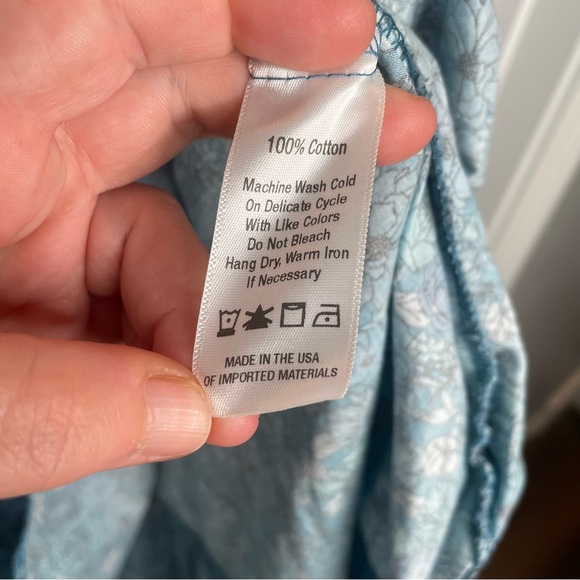 100% Cotton
Machine Wash Cold
On Delicate Cycle
With Like Colors
Do Not Bleach
Hang Dry, Warm Iron
If Necessary
MADE IN THE USA
OF IMPORTED MATERIALS